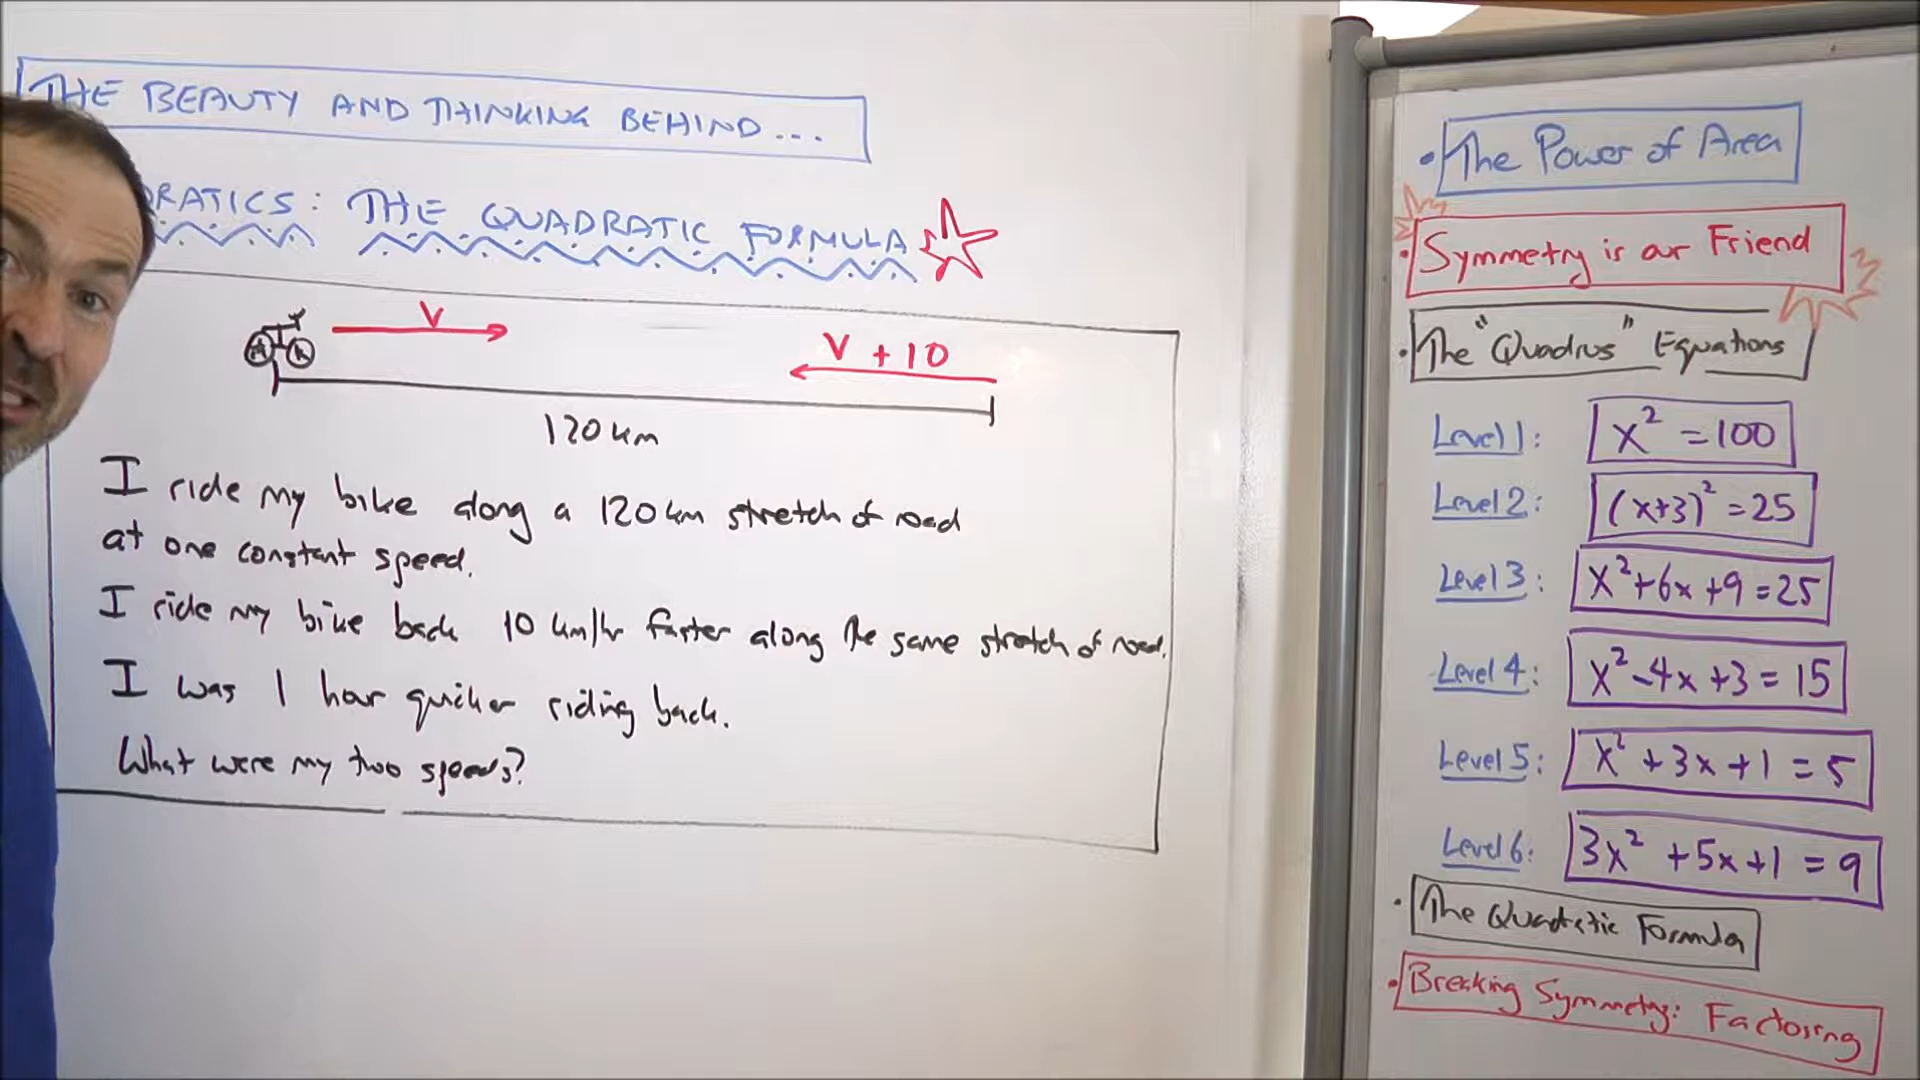 THE BEAUTY AND THINKING BEHIND...
RATICS: THE QUADRATIC FORMULA
V
V + 10
120 km
I ride my bike along a 120 km stretch of road
at one constant speed.
I ride my bike back 10 km/hr faster along the same stretch of road.
I was 1 hour quicker riding back.
What were my two speeds?
• The Power of Area
• Symmetry is our Friend
• The "Quadrus" Equations
Level 1: x² = 100
Level 2: (x+3)² = 25
Level 3: x² + 6x + 9 = 25
Level 4: x² - 4x + 3 = 15
Level 5: x² + 3x + 1 = 5
Level 6: 3x² + 5x + 1 = 9
• The Quadratic Formula
• Breaking Symmetry: Factoring